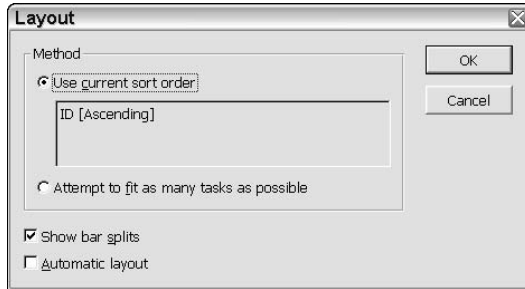 Layout
Method
OK
Use current sort order
Cancel
ID [Ascending]
Attempt to fit as many tasks as possible
Show bar splits
Automatic layout